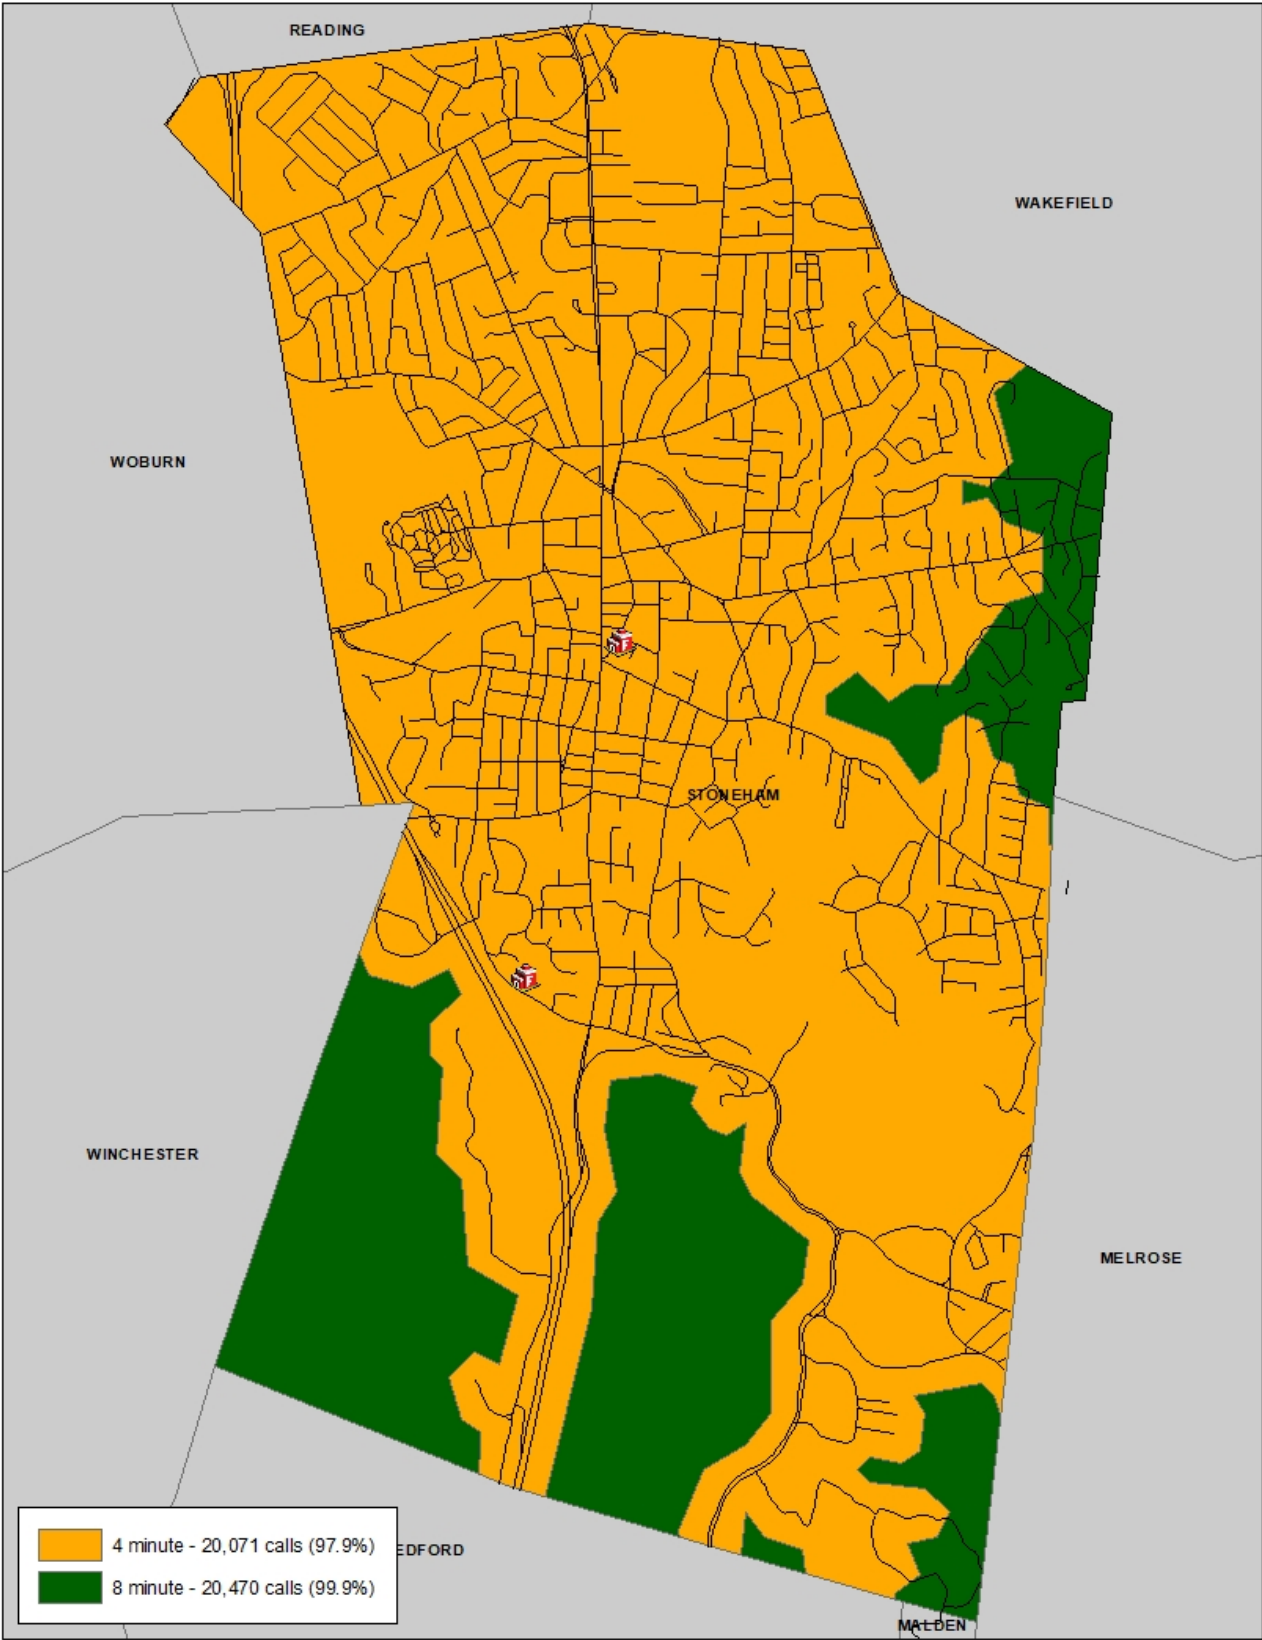 READING
WAKEFIELD
WOBURN
STONEHAM
WINCHESTER
MELROSE
4 minute - 20,071 calls (97.9%)
EDFORD
8 minute - 20,470 calls (99.9%)
MALDEN